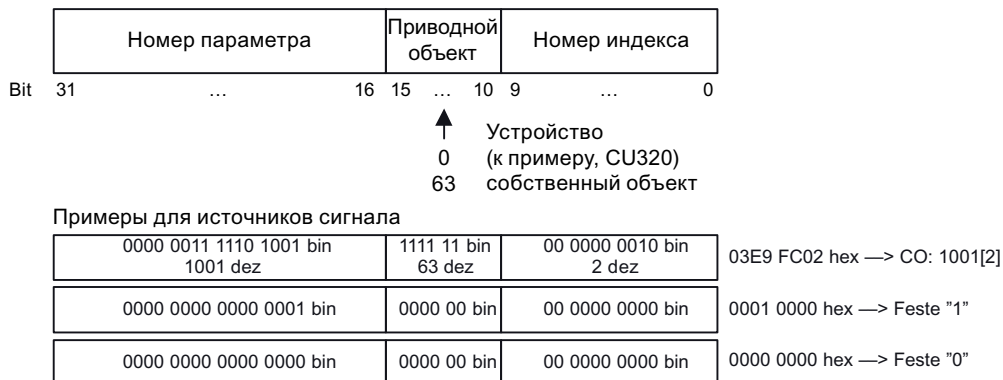 Номер параметра Приводной объект Номер индекса
Bit 31 ... 16 15 ... 10 9 ... 0
Устройство
0 (к примеру, CU320)
63 собственный объект
Примеры для источников сигнала
0000 0011 1110 1001 bin 1111 11 bin 00 0000 0010 bin
1001 dez 63 dez 2 dez
03E9 FC02 hex —> CO: 1001[2]
0000 0000 0000 0001 bin 0000 00 bin 00 0000 0000 bin 0001 0000 hex —> Feste ”1”
0000 0000 0000 0000 bin 0000 00 bin 00 0000 0000 bin 0000 0000 hex —> Feste ”0”